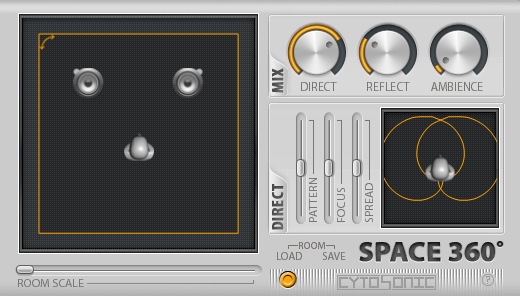 MIX
DIRECT
REFLECT
AMBIENCE
DIRECT
PATTERN
FOCUS
SPREAD
ROOM
LOAD
SAVE
SPACE 360°
ROOM SCALE
CYTOSONIC
?